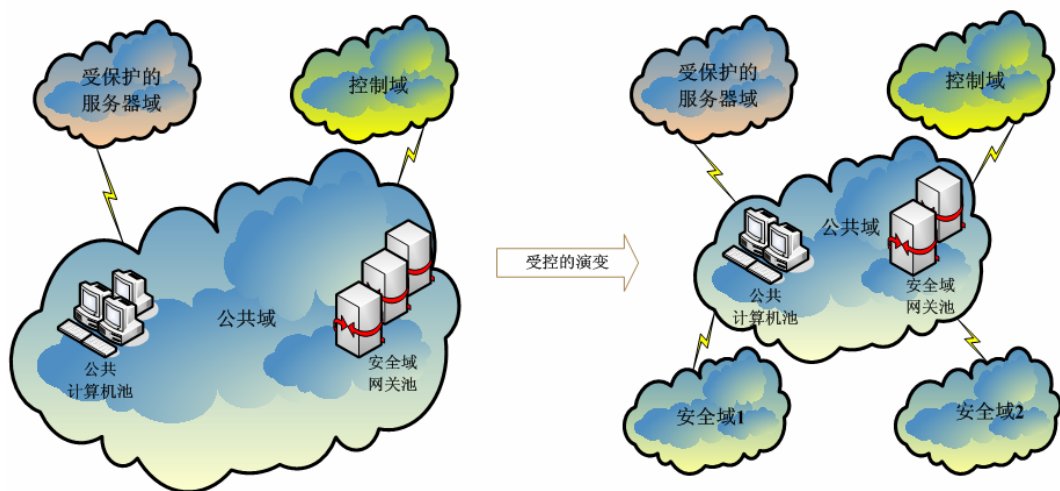 受保护的
服务器域
控制域
公共域
公共
计算机池
安全域
网关池
受控的演变
受保护的
服务器域
控制域
公共域
公共
计算机池
安全域
网关池
安全域1
安全域2